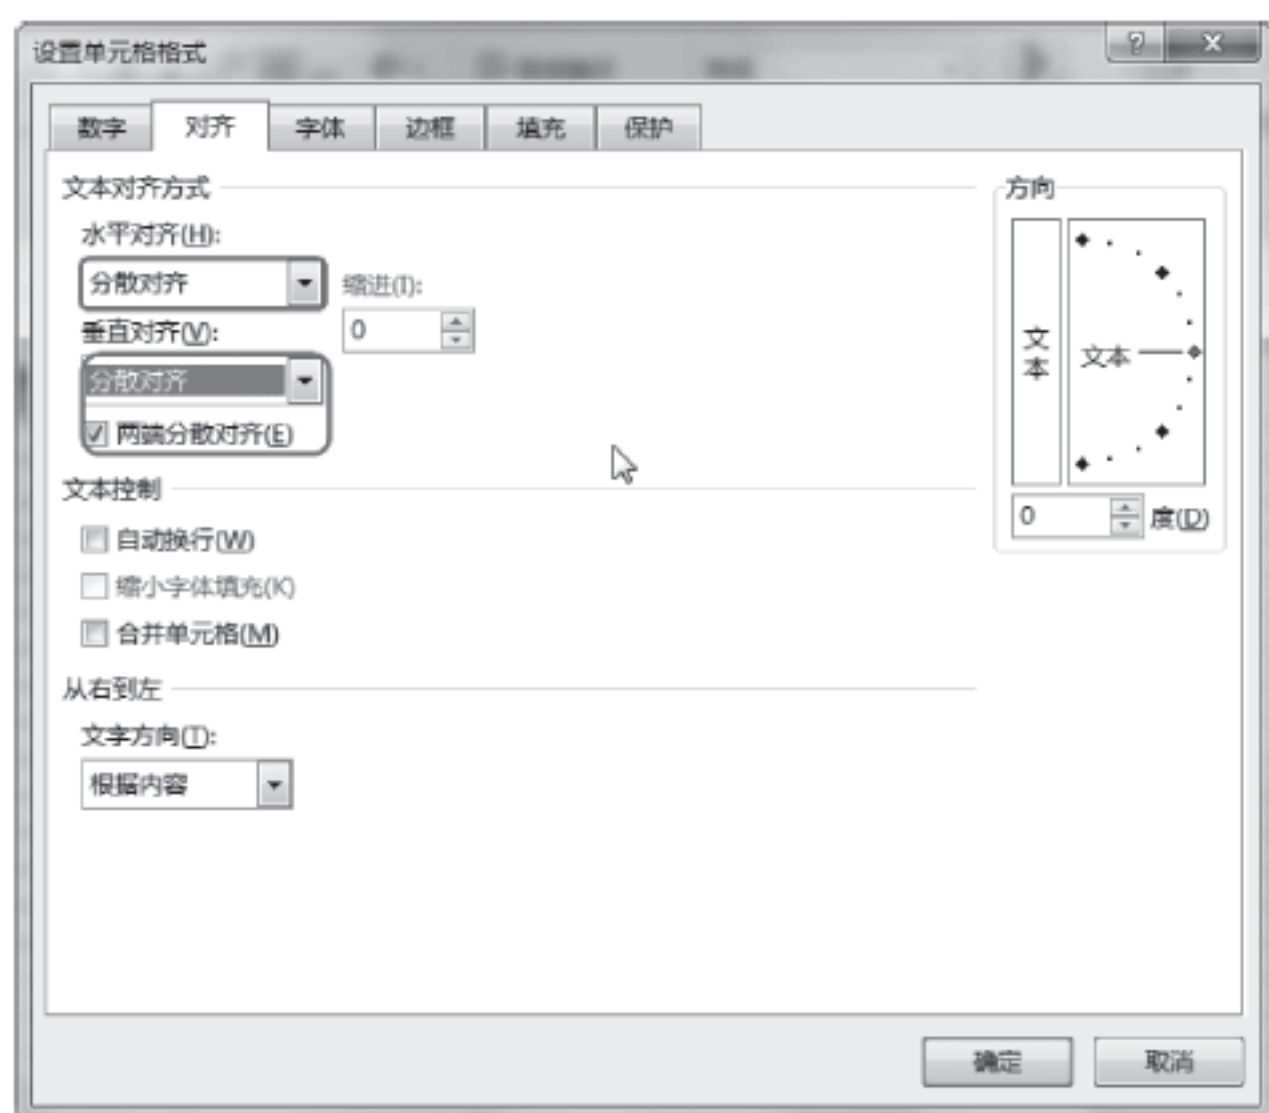 设置单元格格式
数字 对齐 字体 边框 填充 保护
文本对齐方式
水平对齐(H):
分散对齐
缩进(I):
垂直对齐(V):
0
分散对齐
两端分散对齐(E)
文本控制
自动换行(W)
缩小字体填充(K)
合并单元格(M)
从右到左
文字方向(T):
根据内容
方向
文本
文本
0 度(D)
确定 取消